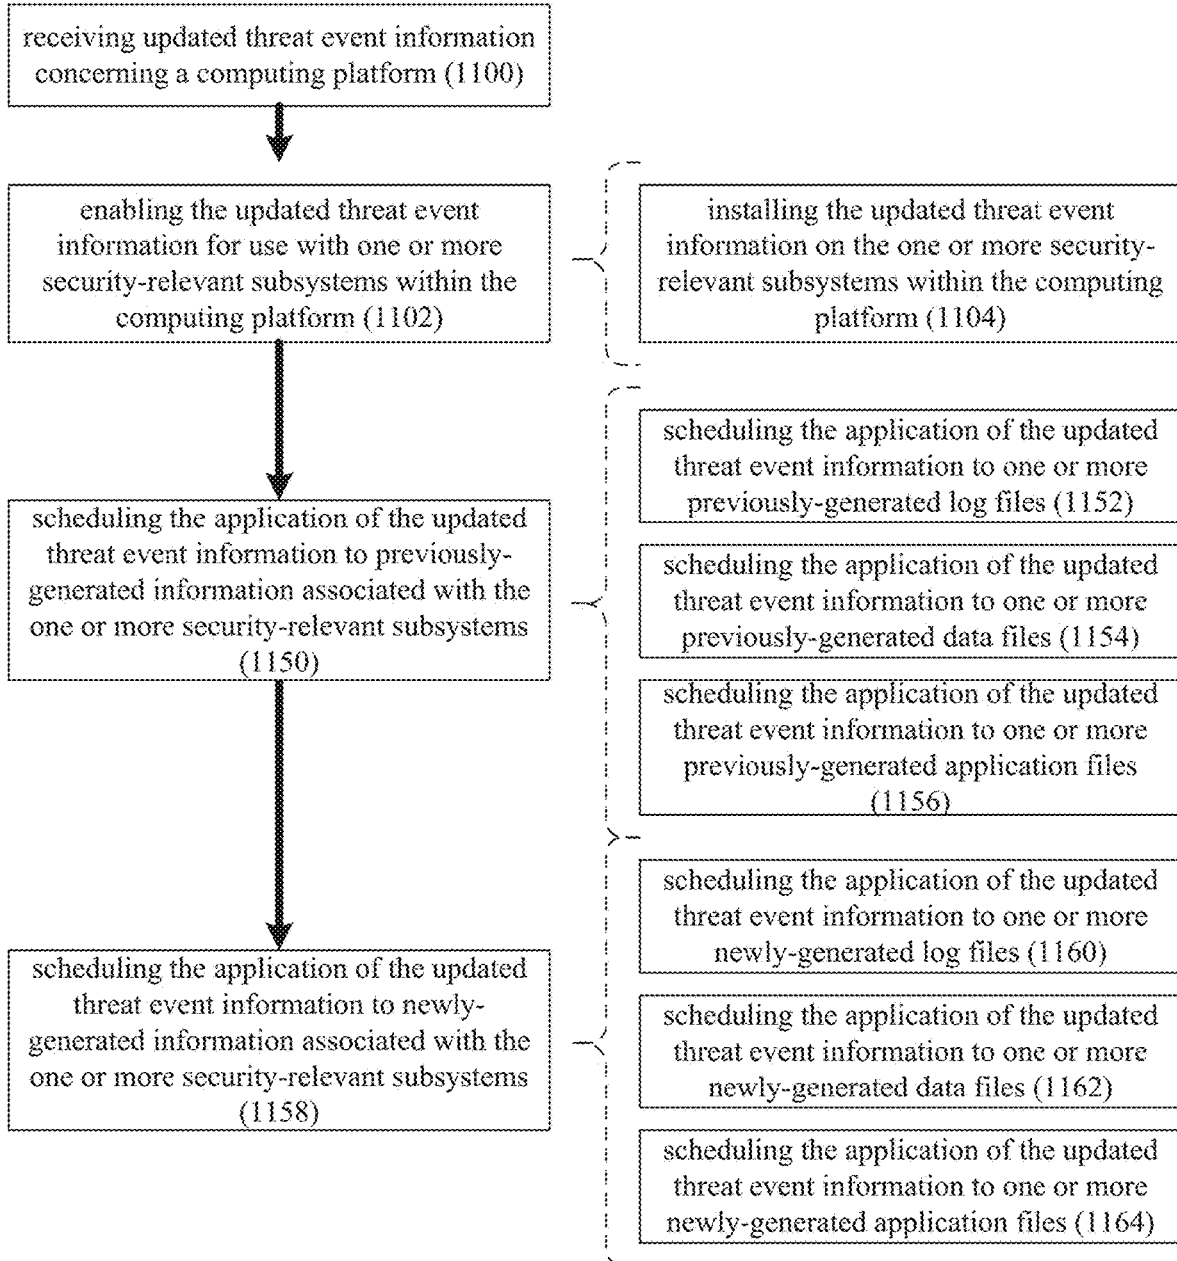 receiving updated threat event information
concerning a computing platform (1100)
enabling the updated threat event
information for use with one or more
security-relevant subsystems within the
computing platform (1102)
installing the updated threat event
information on the one or more security-
relevant subsystems within the computing
platform (1104)
scheduling the application of the updated
threat event information to previously-
generated information associated with the
one or more security-relevant subsystems
(1150)
scheduling the application of the updated
threat event information to one or more
previously-generated log files (1152)
scheduling the application of the updated
threat event information to one or more
previously-generated data files (1154)
scheduling the application of the updated
threat event information to one or more
previously-generated application files
(1156)
scheduling the application of the updated
threat event information to newly-
generated information associated with the
one or more security-relevant subsystems
(1158)
scheduling the application of the updated
threat event information to one or more
newly-generated log files (1160)
scheduling the application of the updated
threat event information to one or more
newly-generated data files (1162)
scheduling the application of the updated
threat event information to one or more
newly-generated application files (1164)